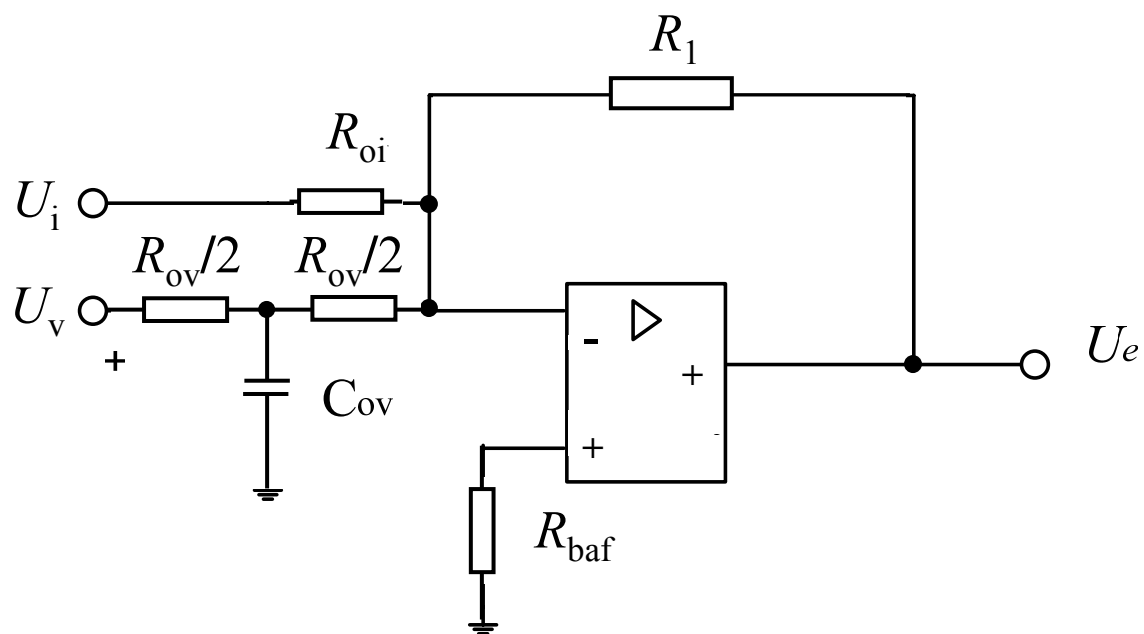 R₁
Rₒᵢ
Uᵢ
Rov/2 Rov/2
Uᵥ
+
-
Cov
+
+
Ue
Rbaf